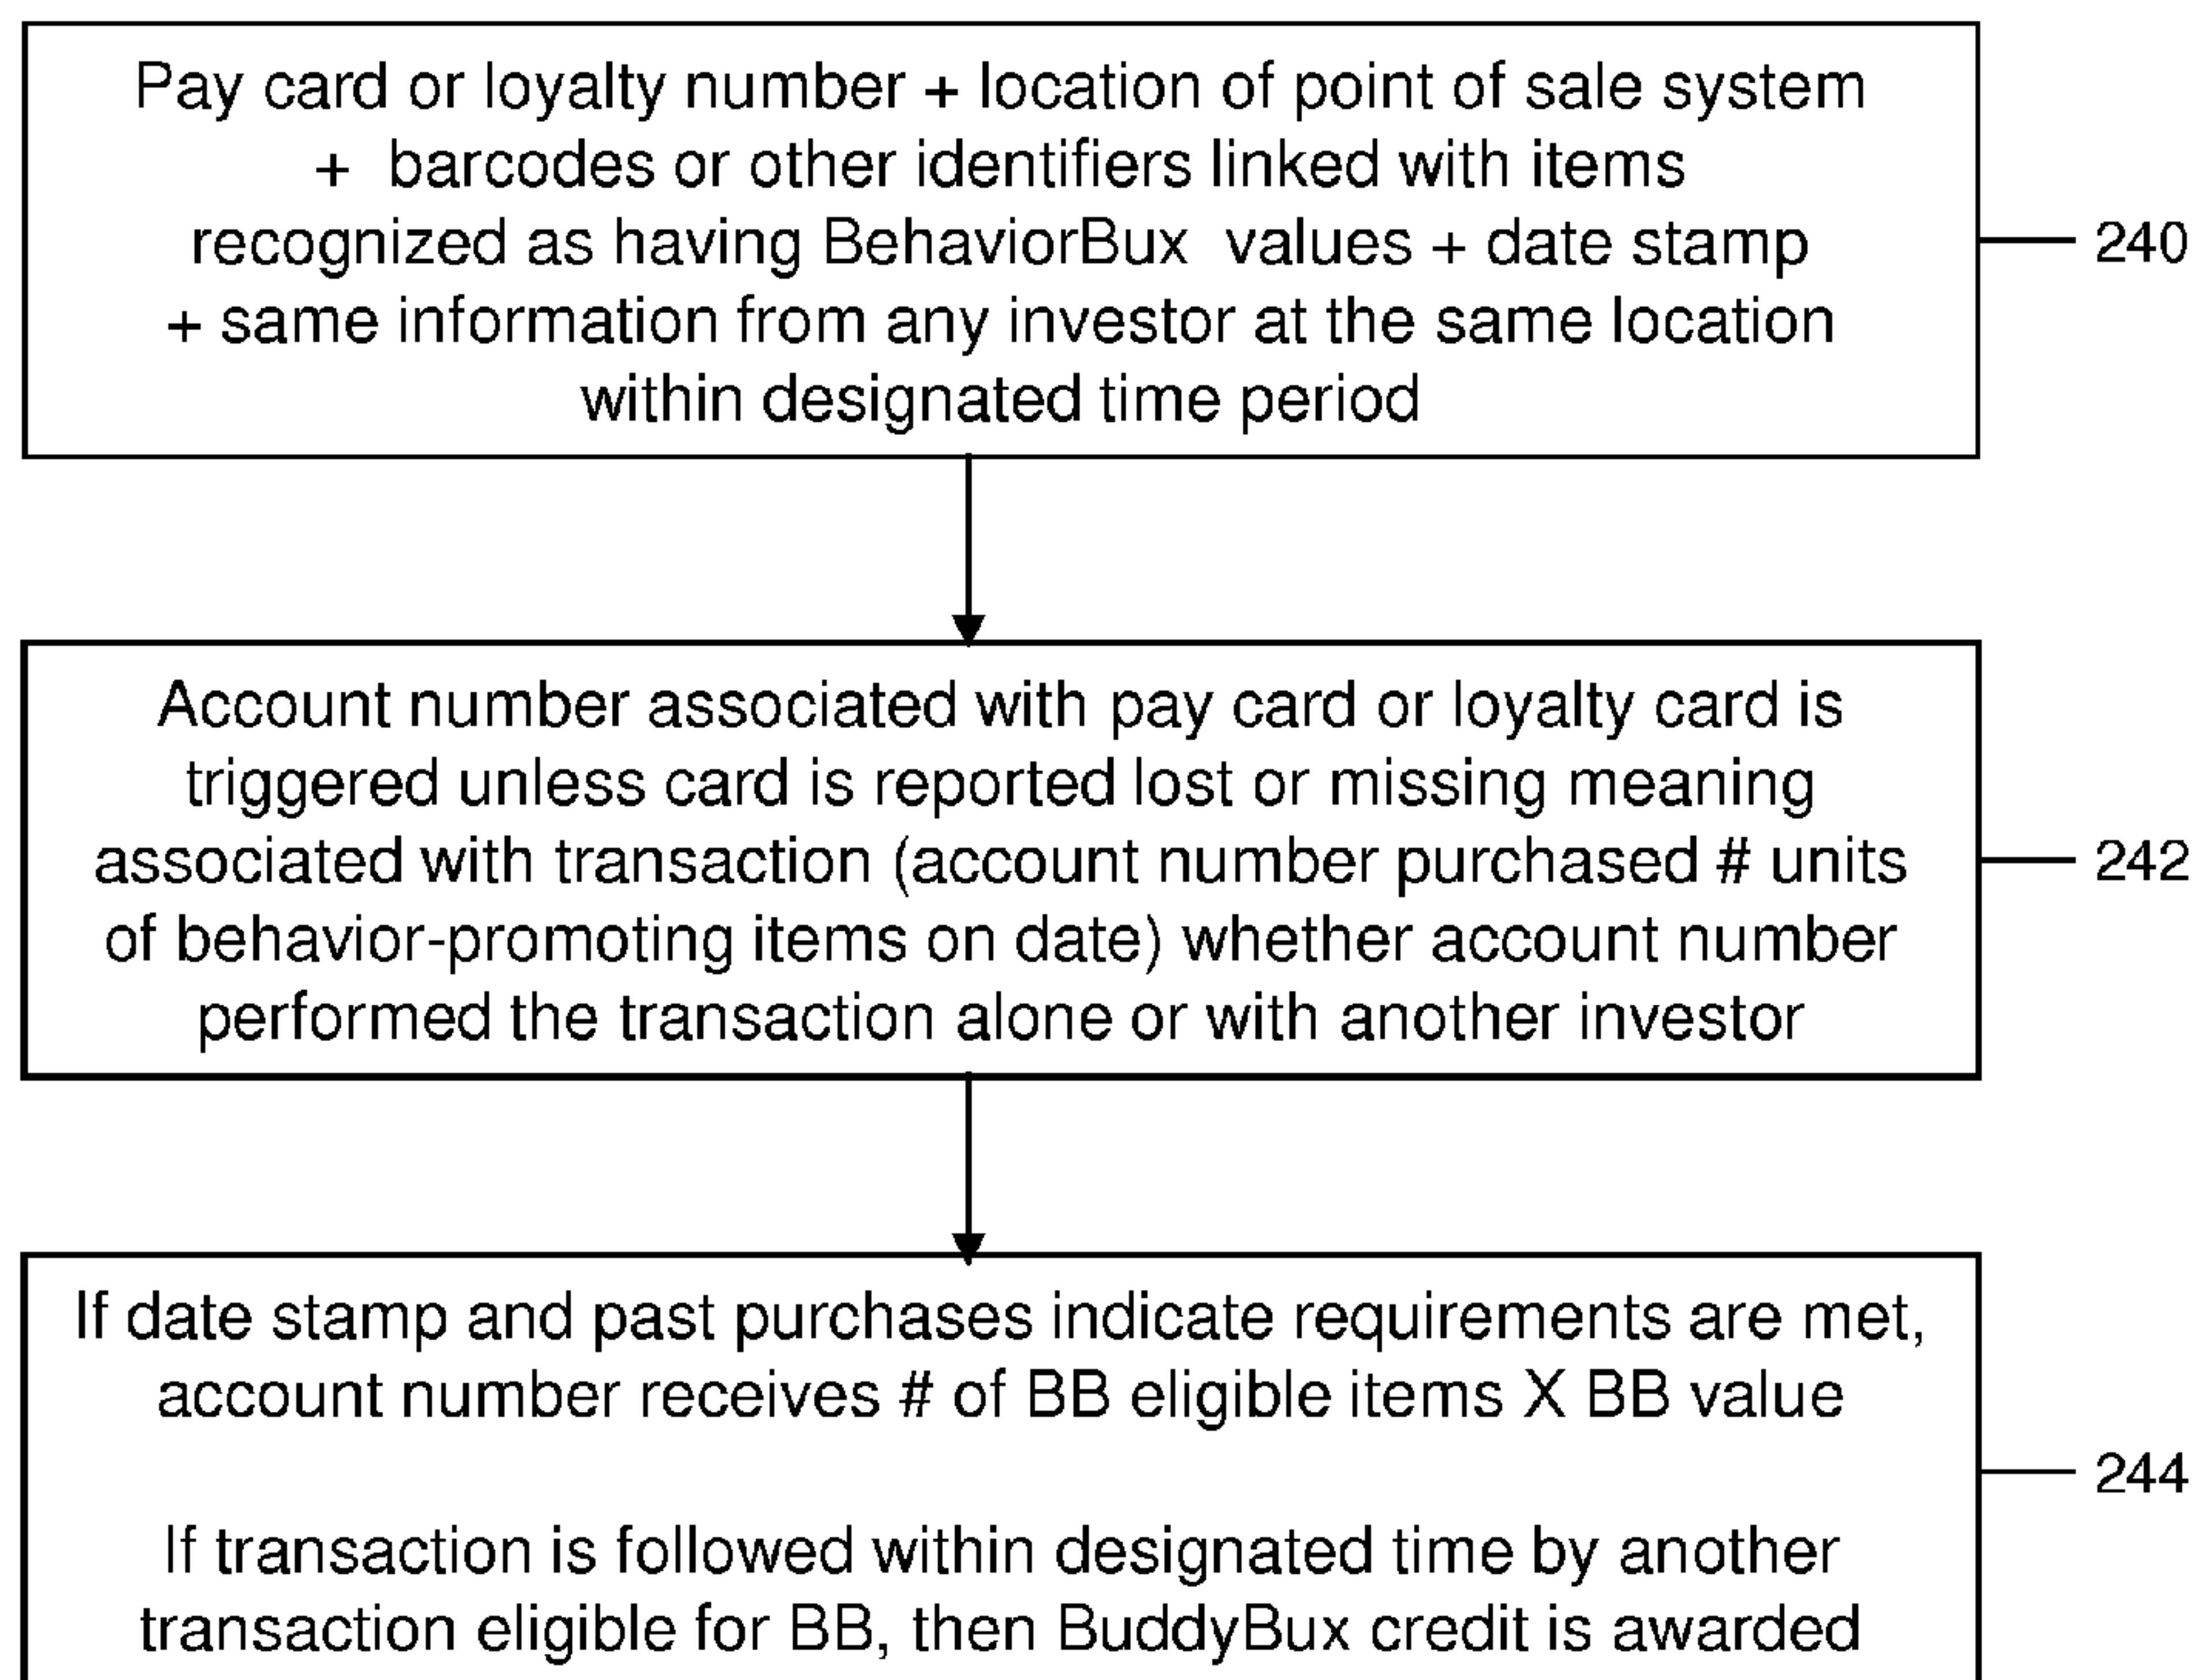 Pay card or loyalty number + location of point of sale system
+ barcodes or other identifiers linked with items
recognized as having BehaviorBux values + date stamp
+ same information from any investor at the same location
within designated time period
240
Account number associated with pay card or loyalty card is
triggered unless card is reported lost or missing meaning
associated with transaction (account number purchased # units
of behavior-promoting items on date) whether account number
performed the transaction alone or with another investor
242
If date stamp and past purchases indicate requirements are met,
account number receives # of BB eligible items X BB value
If transaction is followed within designated time by another
transaction eligible for BB, then BuddyBux credit is awarded
244